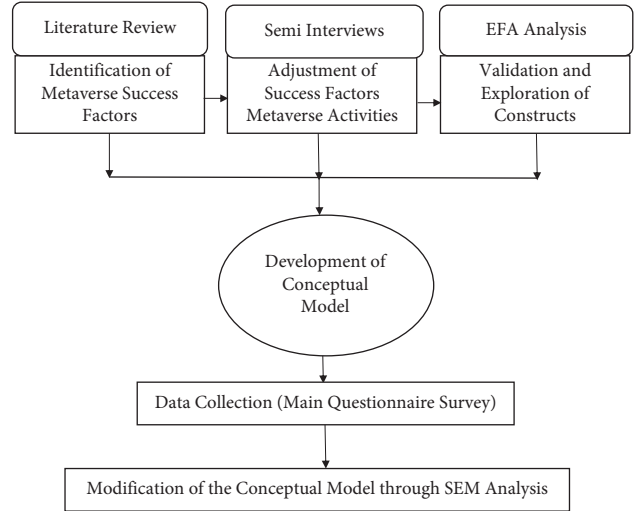 Literature Review
Identification of
Metaverse Success
Factors
Semi Interviews
Adjustment of
Success Factors
Metaverse Activities
EFA Analysis
Validation and
Exploration of
Constructs
Development of
Conceptual
Model
Data Collection (Main Questionnaire Survey)
Modification of the Conceptual Model through SEM Analysis